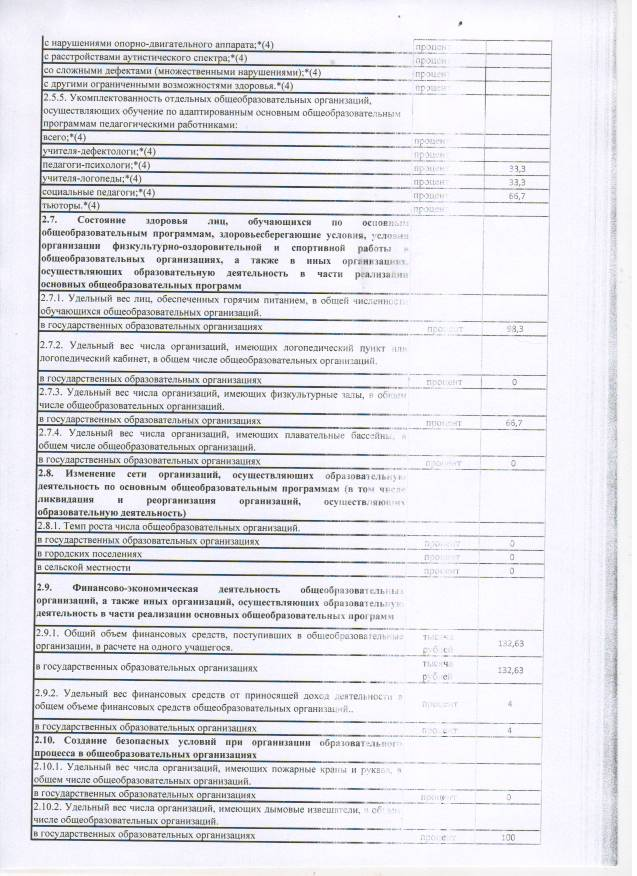 с нарушениями опорно-двигательного аппарата;*(4) процент
с расстройствами аутистического спектра;*(4) процент
со сложными дефектами (множественными нарушениями);*(4) процент
с другими ограниченными возможностями здоровья.*(4) процент
2.5.5. Укомплектованность отдельных общеобразовательных организаций,
осуществляющих обучение по адаптированным основным общеобразовательным
программам педагогическими работниками:
всего;*(4) процент
учителя-дефектологи;*(4) процент
педагоги-психологи;*(4) процент 33,3
учителя-логопеды;*(4) процент 33,3
социальные педагоги;*(4) процент 66,7
тьюторы.*(4) процент
2.7. Состояние здоровья лиц, обучающихся по основным
общеобразовательным программам, здоровьесберегающие условия, условия
организации физкультурно-оздоровительной и спортивной работы в
общеобразовательных организациях, а также в иных организациях,
осуществляющих образовательную деятельность в части реализации
основных общеобразовательных программ
2.7.1. Удельный вес лиц, обеспеченных горячим питанием, в общей численности
обучающихся общеобразовательных организаций.
в государственных образовательных организациях процент 98,3
2.7.2. Удельный вес числа организаций, имеющих логопедический пункт или
логопедический кабинет, в общем числе общеобразовательных организаций.
в государственных образовательных организациях процент 0
2.7.3. Удельный вес числа организаций, имеющих физкультурные залы, в общем
числе общеобразовательных организаций.
в государственных образовательных организациях процент 66,7
2.7.4. Удельный вес числа организаций, имеющих плавательные бассейны, в
общем числе общеобразовательных организаций.
в государственных образовательных организациях процент 0
2.8. Изменение сети организаций, осуществляющих образовательную
деятельность по основным общеобразовательным программам (в том числе
ликвидация и реорганизация организаций, осуществляющих
образовательную деятельность)
2.8.1. Темп роста числа общеобразовательных организаций.
в государственных образовательных организациях процент 0
в городских поселениях процент 0
в сельской местности процент 0
2.9. Финансово-экономическая деятельность общеобразовательных
организаций, а также иных организаций, осуществляющих образовательную
деятельность в части реализации основных общеобразовательных программ
2.9.1. Общий объем финансовых средств, поступивших в общеобразовательные
организации, в расчете на одного учащегося. тысяча рублей 132,63
в государственных образовательных организациях тысяча рублей 132,63
2.9.2. Удельный вес финансовых средств от приносящей доход деятельности в
общем объеме финансовых средств общеобразовательных организаций.. процент 4
в государственных образовательных организациях процент 4
2.10. Создание безопасных условий при организации образовательного
процесса в общеобразовательных организациях
2.10.1. Удельный вес числа организаций, имеющих пожарные краны и рукава, в
общем числе общеобразовательных организаций.
в государственных образовательных организациях процент 0
2.10.2. Удельный вес числа организаций, имеющих дымовые извещатели, в общем
числе общеобразовательных организаций.
в государственных образовательных организациях процент 100